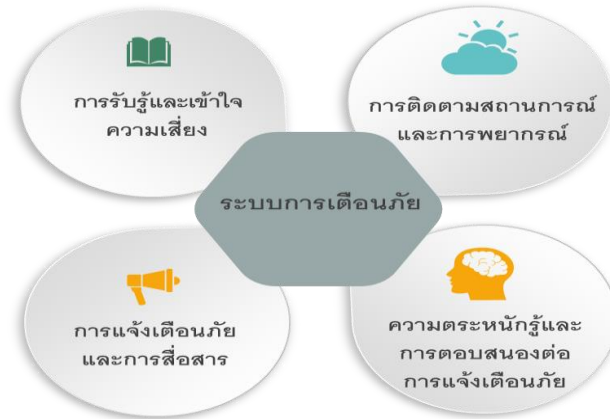 การรับรู้และเข้าใจ
ความเสี่ยง
การติดตามสถานการณ์
และการพยากรณ์
ระบบการเตือนภัย
การแจ้งเตือนภัย
และการสื่อสาร
ความตระหนักรู้และ
การตอบสนองต่อ
การแจ้งเตือนภัย